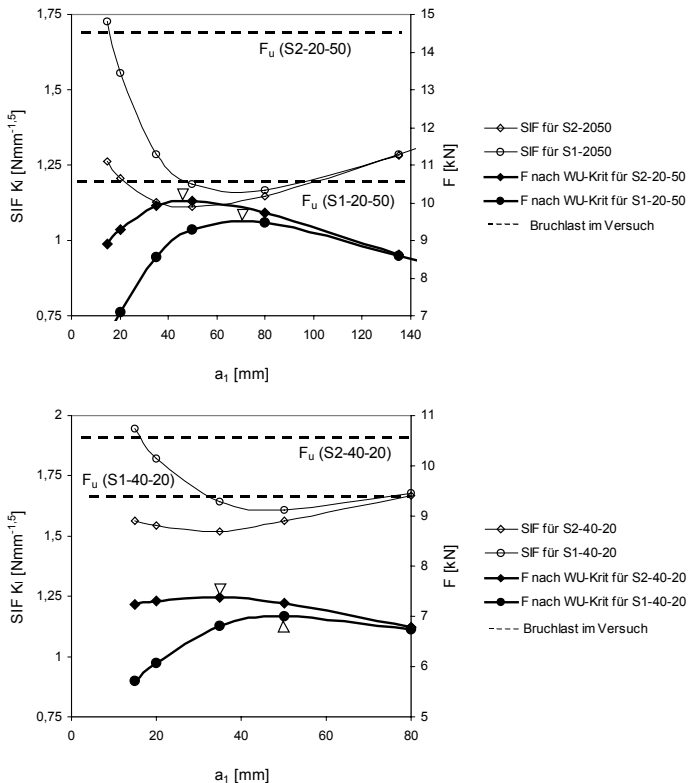 1,75
1,5
1,25
1
0,75
SIF K_I [Nmm^-1,5]
15
14
13
12
11
10
9
8
7
F [kN]
F_u (S2-20-50)
F_u (S1-20-50)
0 20 40 60 80 100 120 140
a_1 [mm]
SIF für S2-2050
SIF für S1-2050
F nach WU-Krit für S2-20-50
F nach WU-Krit für S1-20-50
Bruchlast im Versuch
2
1,75
1,5
1,25
1
0,75
SIF K_I [Nmm^-1,5]
11
10
9
8
7
6
5
F [kN]
F_u (S2-40-20)
F_u (S1-40-20)
0 20 40 60 80
a_1 [mm]
SIF für S2-40-20
SIF für S1-40-20
F nach WU-Krit für S2-40-20
F nach WU-Krit für S1-40-20
Bruchlast im Versuch